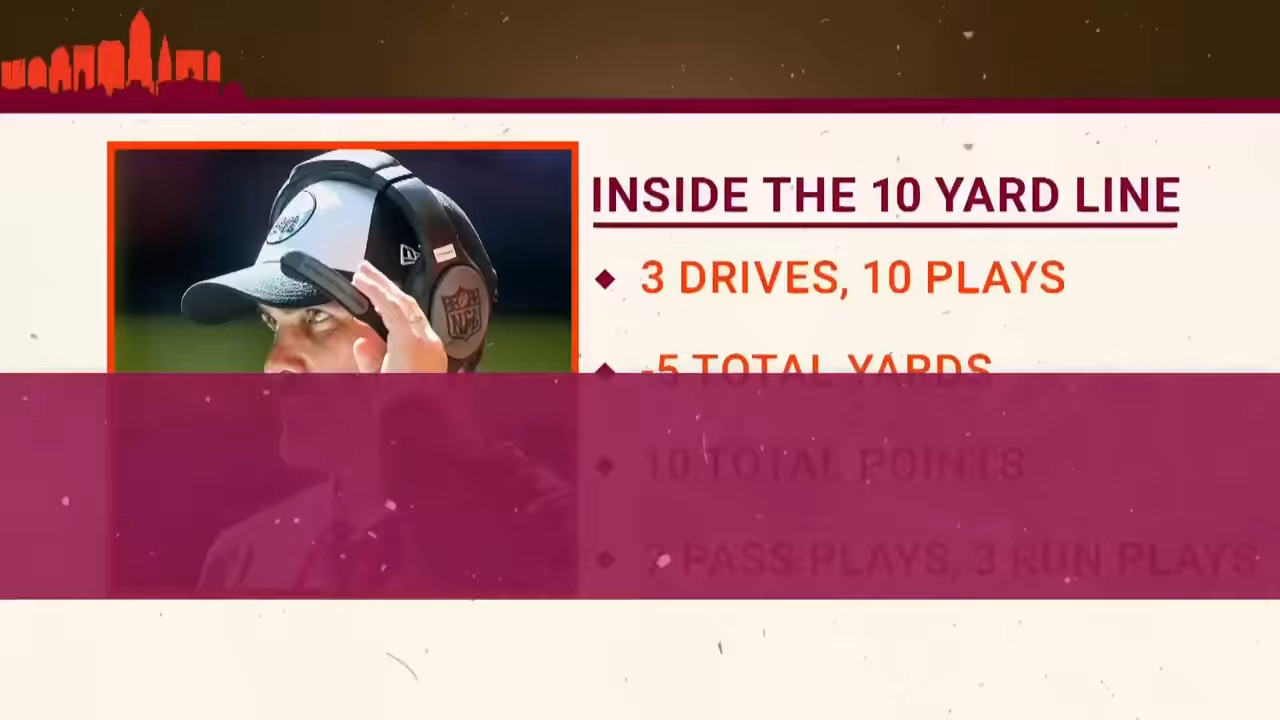 INSIDE THE 10 YARD LINE
3 DRIVES, 10 PLAYS
-5 TOTAL YARDS
10 TOTAL POINTS
7 PASS PLAYS, 3 RUN PLAYS
NFL